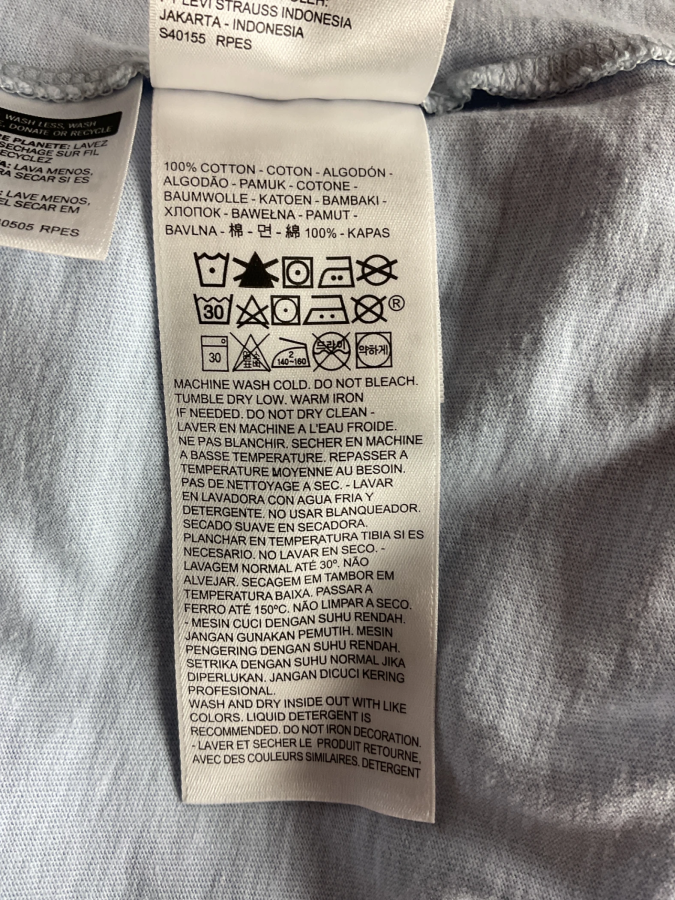 PT LEVI STRAUSS INDONESIA
JAKARTA - INDONESIA
S40155 RPES
WASH LESS, WASH
DONATE OR RECYCLE
PLANETE: LAVEZ
SECHAGE SUR FIL
RECYCLEZ
LAVA MENOS,
SECAR SI ES
LAVE MENOS,
EL SECAR EM
0505 RPES
100% COTTON - COTON - ALGODÓN -
ALGODÃO - PAMUK - COTONE -
BAUMWOLLE - KATOEN - BAMBAKI -
ХЛОПОК - BAWEŁNA - PAMUT -
BAVLNA - 棉 - 면 - 綿 100% - KAPAS
30 ®
30 염소 2 140~160 드라이 약하게
MACHINE WASH COLD. DO NOT BLEACH.
TUMBLE DRY LOW. WARM IRON
IF NEEDED. DO NOT DRY CLEAN -
LAVER EN MACHINE A L'EAU FROIDE.
NE PAS BLANCHIR. SECHER EN MACHINE
A BASSE TEMPERATURE. REPASSER A
TEMPERATURE MOYENNE AU BESOIN.
PAS DE NETTOYAGE A SEC. - LAVAR
EN LAVADORA CON AGUA FRIA Y
DETERGENTE. NO USAR BLANQUEADOR.
SECADO SUAVE EN SECADORA.
PLANCHAR EN TEMPERATURA TIBIA SI ES
NECESARIO. NO LAVAR EN SECO. -
LAVAGEM NORMAL ATÉ 30º. NÃO
ALVEJAR. SECAGEM EM TAMBOR EM
TEMPERATURA BAIXA. PASSAR A
FERRO ATÉ 150ºC. NÃO LIMPAR A SECO.
- MESIN CUCI DENGAN SUHU RENDAH.
JANGAN GUNAKAN PEMUTIH. MESIN
PENGERING DENGAN SUHU RENDAH.
SETRIKA DENGAN SUHU NORMAL JIKA
DIPERLUKAN. JANGAN DICUCI KERING
PROFESIONAL.
WASH AND DRY INSIDE OUT WITH LIKE
COLORS. LIQUID DETERGENT IS
RECOMMENDED. DO NOT IRON DECORATION.
- LAVER ET SECHER LE PRODUIT RETOURNE,
AVEC DES COULEURS SIMILAIRES. DETERGENT